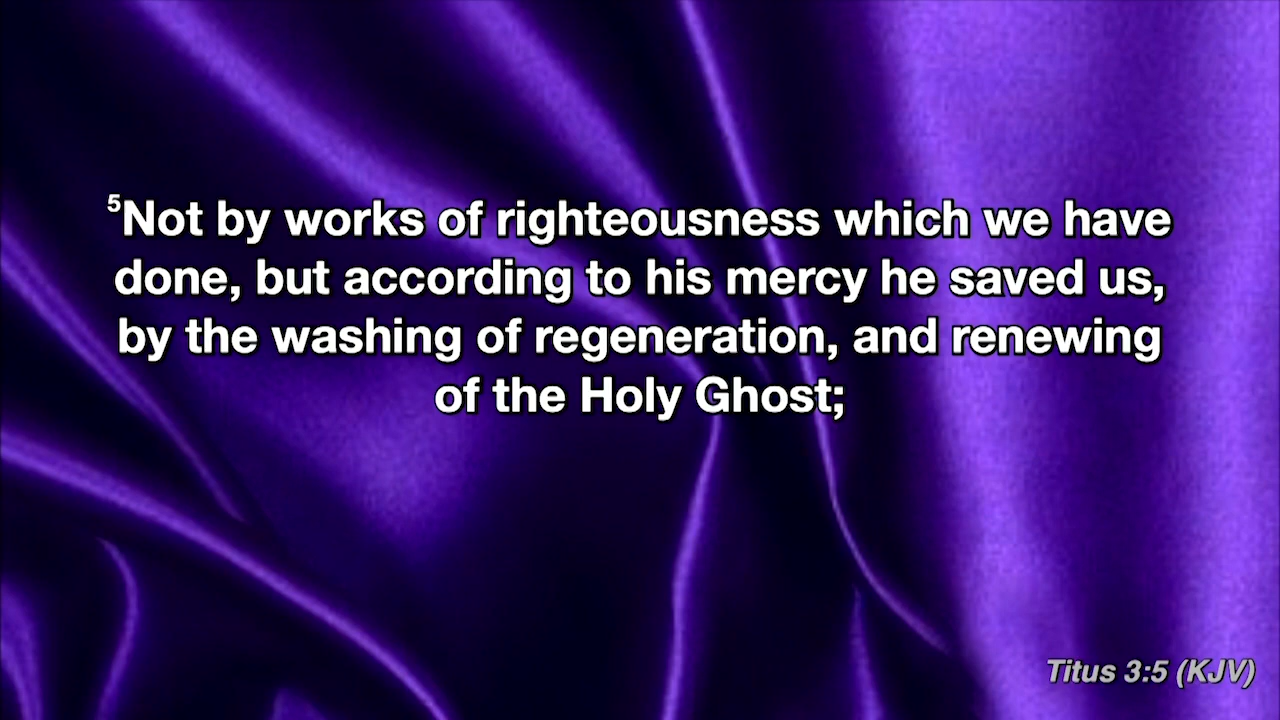 ⁵Not by works of righteousness which we have
done, but according to his mercy he saved us,
by the washing of regeneration, and renewing
of the Holy Ghost;
Titus 3:5 (KJV)